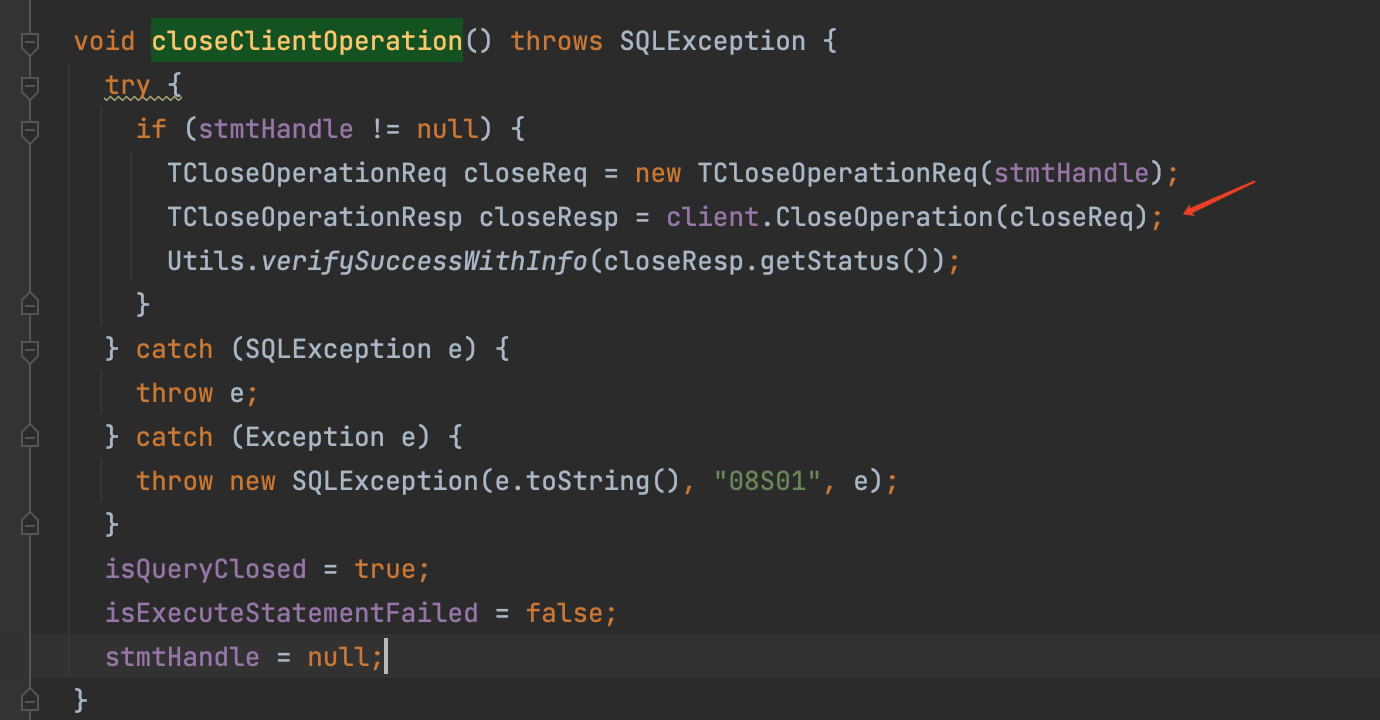 void closeClientOperation() throws SQLException {
try {
if (stmtHandle != null) {
TCloseOperationReq closeReq = new TCloseOperationReq(stmtHandle);
TCloseOperationResp closeResp = client.CloseOperation(closeReq);
Utils.verifySuccessWithInfo(closeResp.getStatus());
}
} catch (SQLException e) {
throw e;
} catch (Exception e) {
throw new SQLException(e.toString(), "08S01", e);
}
isQueryClosed = true;
isExecuteStatementFailed = false;
stmtHandle = null;
}